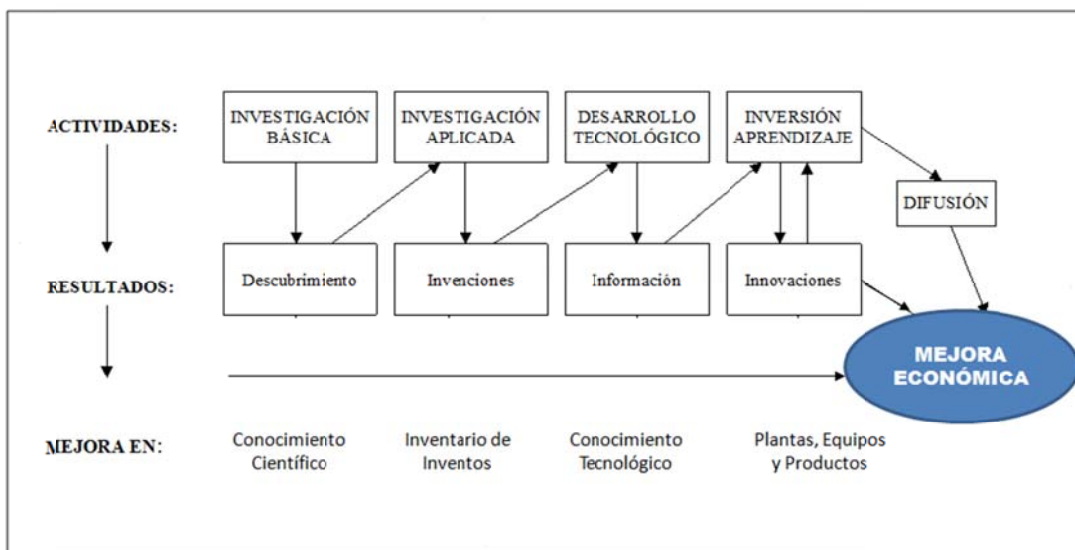 ACTIVIDADES:
INVESTIGACIÓN
BÁSICA
INVESTIGACIÓN
APLICADA
DESARROLLO
TECNOLÓGICO
INVERSIÓN
APRENDIZAJE
DIFUSIÓN
RESULTADOS:
Descubrimiento
Invenciones
Información
Innovaciones
MEJORA
ECONÓMICA
MEJORA EN:
Conocimiento
Científico
Inventario de
Inventos
Conocimiento
Tecnológico
Plantas, Equipos
y Productos